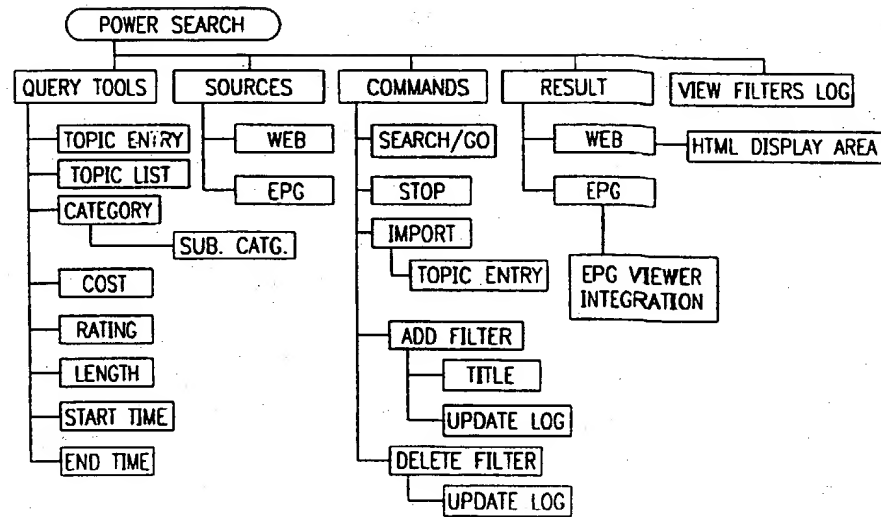 POWER SEARCH
QUERY TOOLS
SOURCES
COMMANDS
RESULT
VIEW FILTERS LOG
TOPIC ENTRY
TOPIC LIST
CATEGORY
SUB. CATG.
COST
RATING
LENGTH
START TIME
END TIME
WEB
EPG
SEARCH/GO
STOP
IMPORT
TOPIC ENTRY
ADD FILTER
TITLE
UPDATE LOG
DELETE FILTER
UPDATE LOG
WEB
HTML DISPLAY AREA
EPG
EPG VIEWER
INTEGRATION